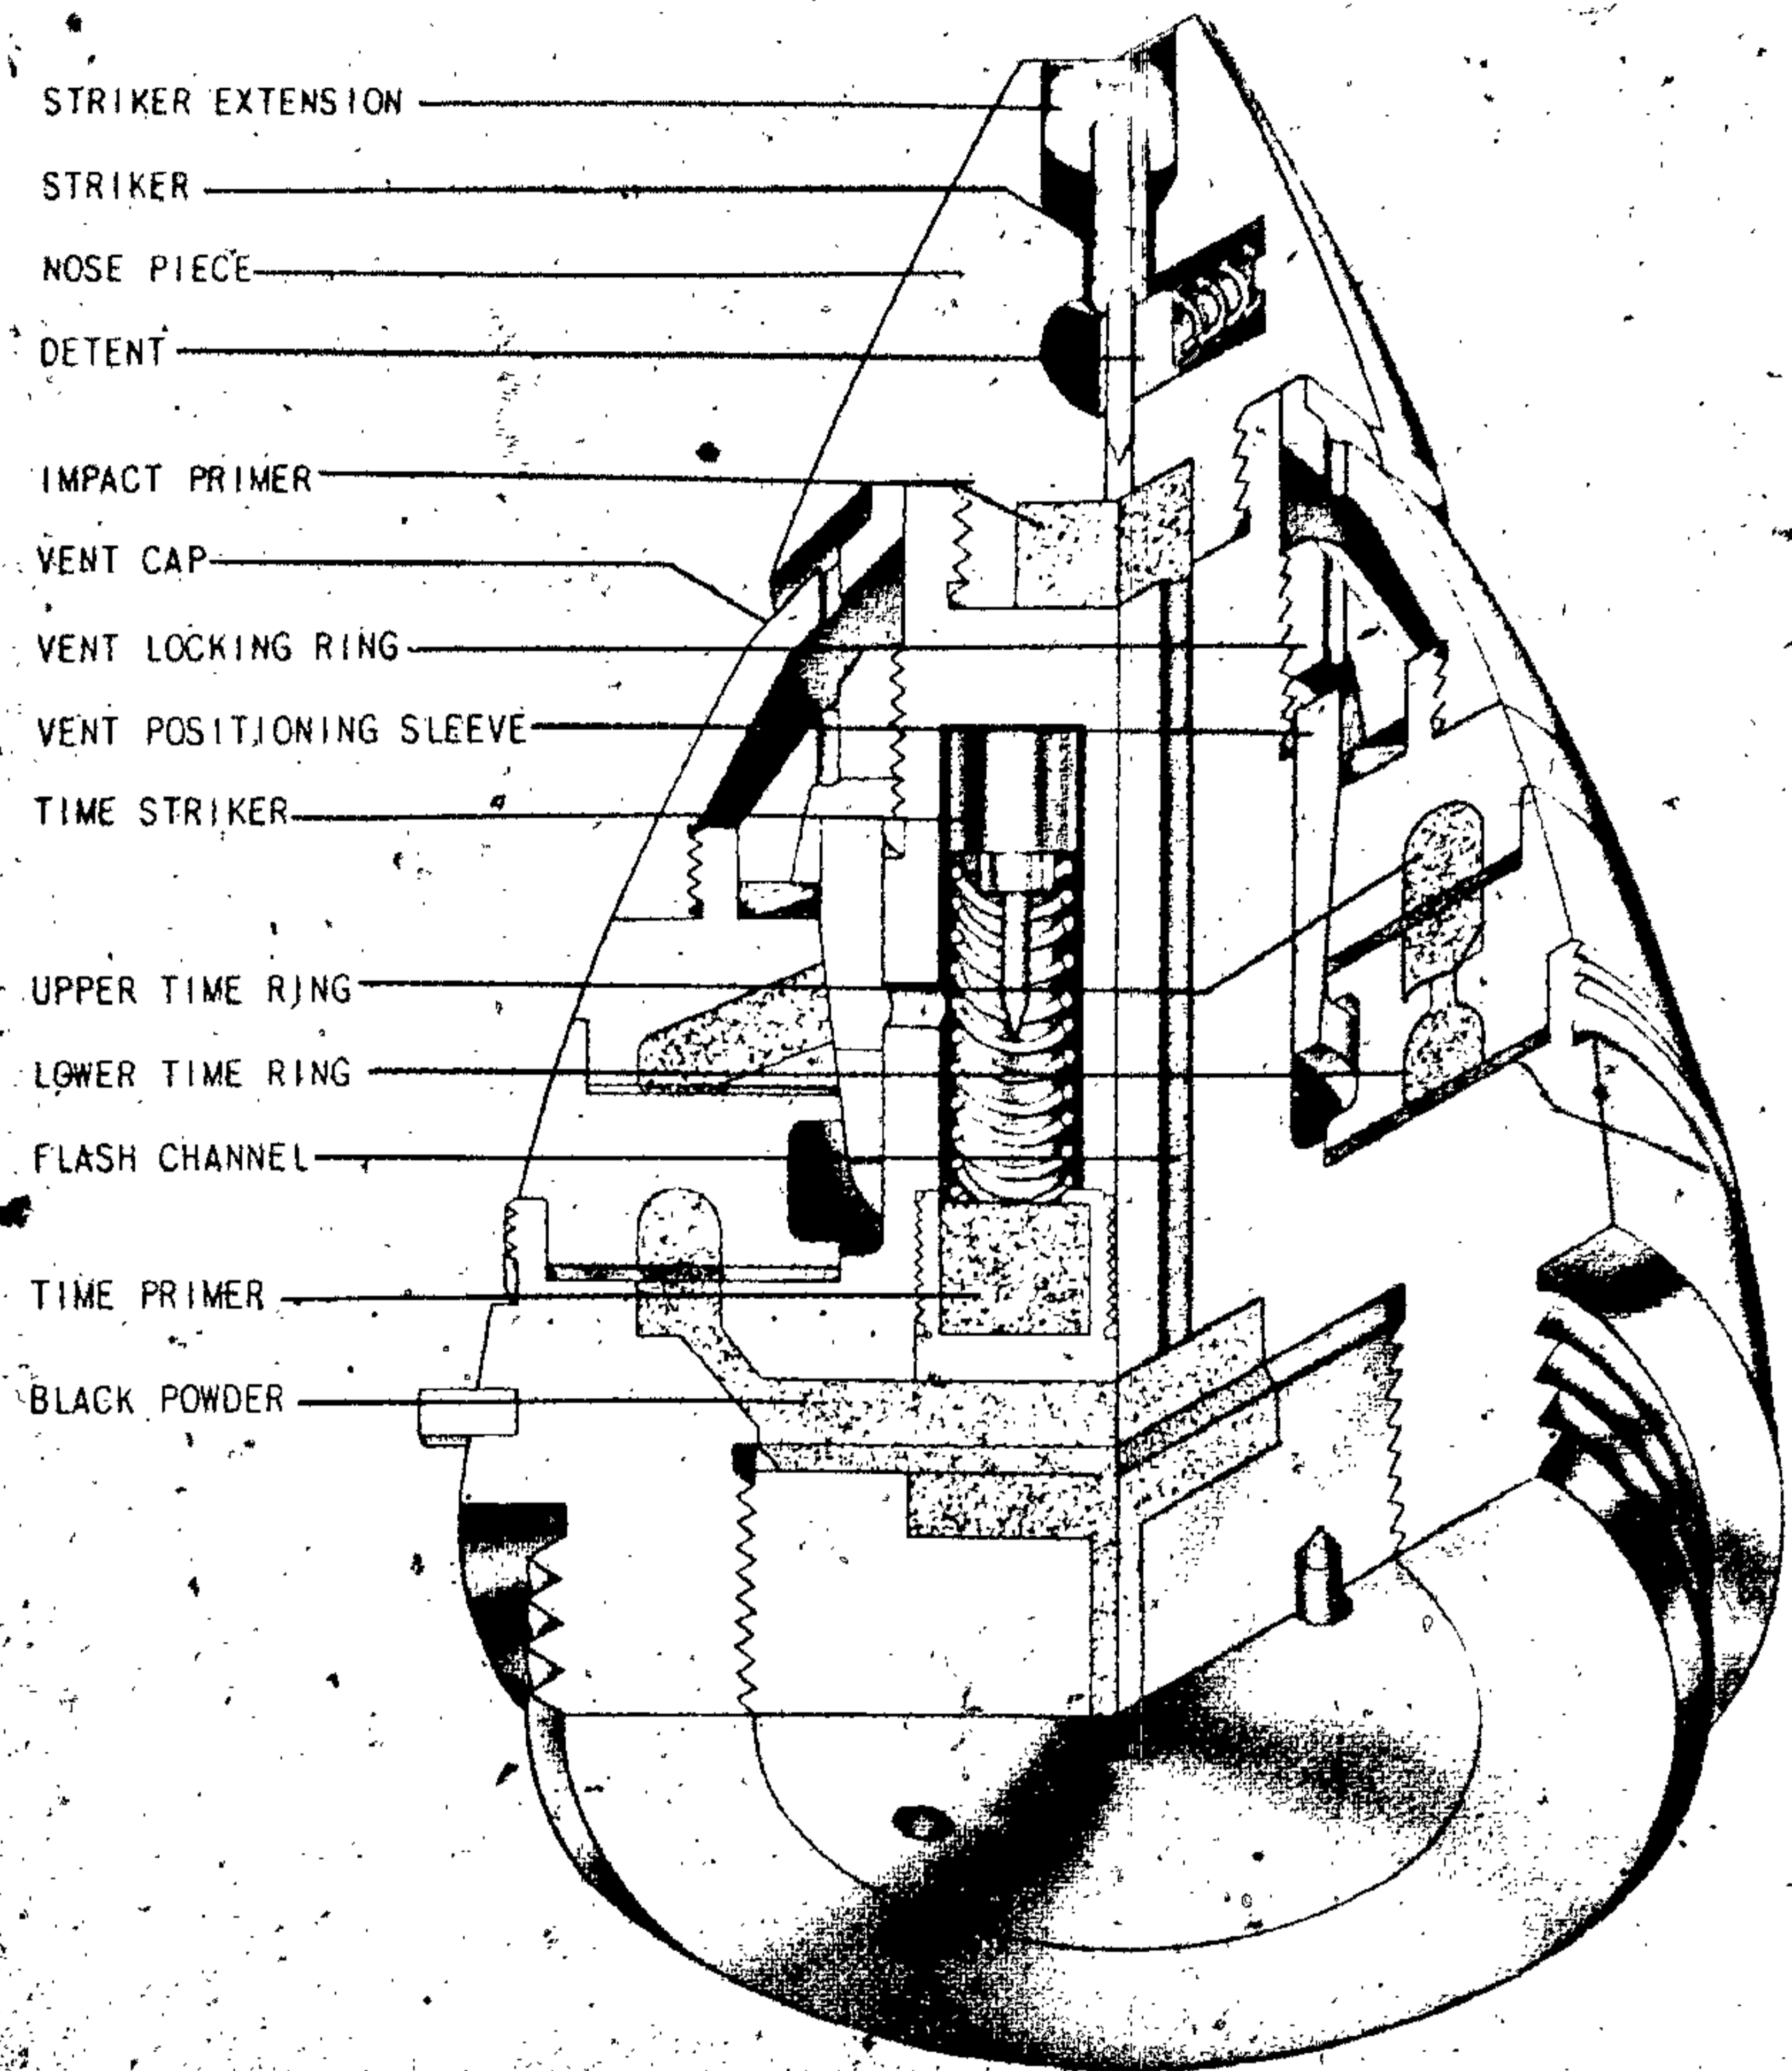 STRIKER EXTENSION
STRIKER
NOSE PIECE
DETENT
IMPACT PRIMER
VENT CAP
VENT LOCKING RING
VENT POSITIONING SLEEVE
TIME STRIKER
UPPER TIME RING
LOWER TIME RING
FLASH CHANNEL
TIME PRIMER
BLACK POWDER